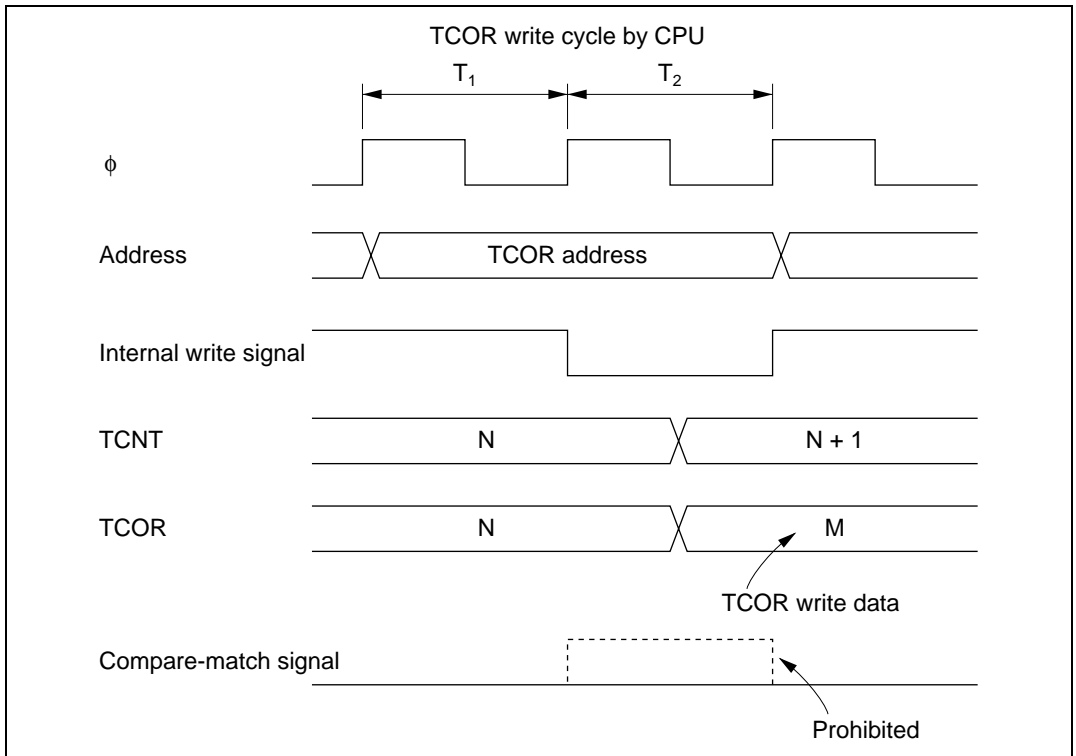 TCOR write cycle by CPU
T1 T2
ϕ
Address TCOR address
Internal write signal
TCNT N N + 1
TCOR N M
TCOR write data
Compare-match signal
Prohibited